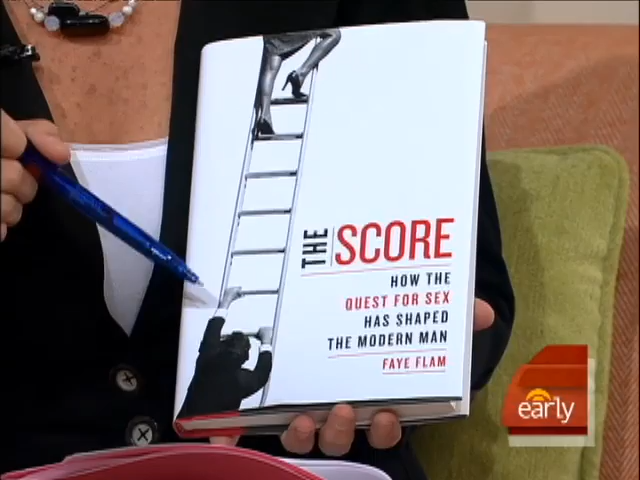 THE SCORE
HOW THE
QUEST FOR SEX
HAS SHAPED
THE MODERN MAN
FAYE FLAM
early